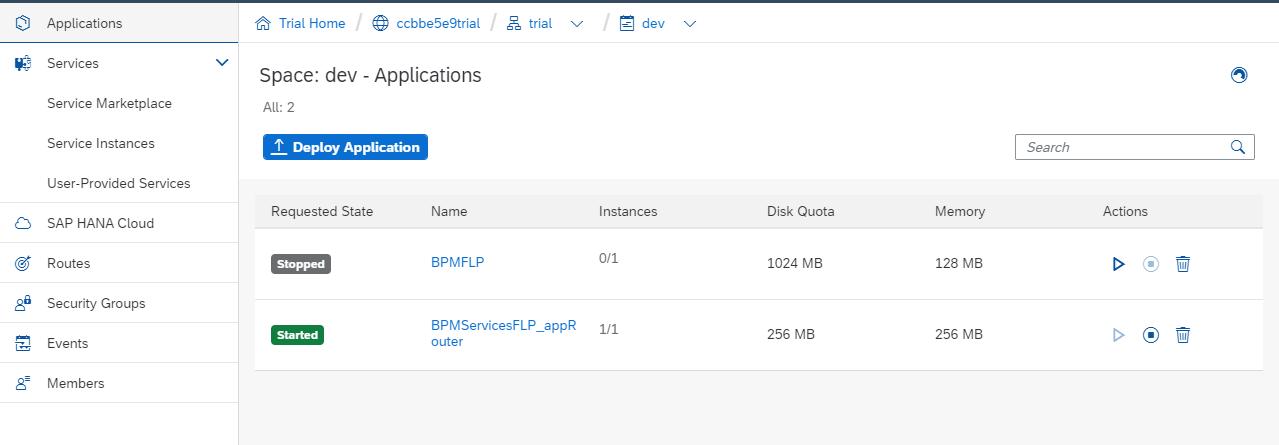 Applications
Trial Home / ccbbe5e9trial / trial / dev
Services
Service Marketplace
Service Instances
User-Provided Services
SAP HANA Cloud
Routes
Security Groups
Events
Members
Space: dev - Applications
All: 2
Deploy Application
Search
Requested State Name Instances Disk Quota Memory Actions
Stopped BPMFLP 0/1 1024 MB 128 MB
Started BPMServicesFLP_appR 1/1 256 MB 256 MB
outer